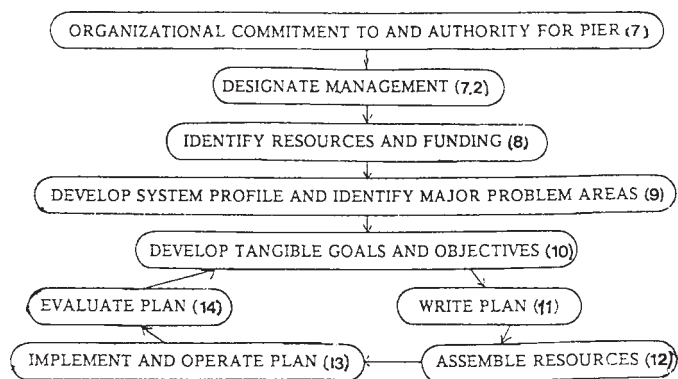 ORGANIZATIONAL COMMITMENT TO AND AUTHORITY FOR PIER (7)
DESIGNATE MANAGEMENT (7.2)
IDENTIFY RESOURCES AND FUNDING (8)
DEVELOP SYSTEM PROFILE AND IDENTIFY MAJOR PROBLEM AREAS (9)
DEVELOP TANGIBLE GOALS AND OBJECTIVES (10)
EVALUATE PLAN (14)
WRITE PLAN (11)
IMPLEMENT AND OPERATE PLAN (13)
ASSEMBLE RESOURCES (12)